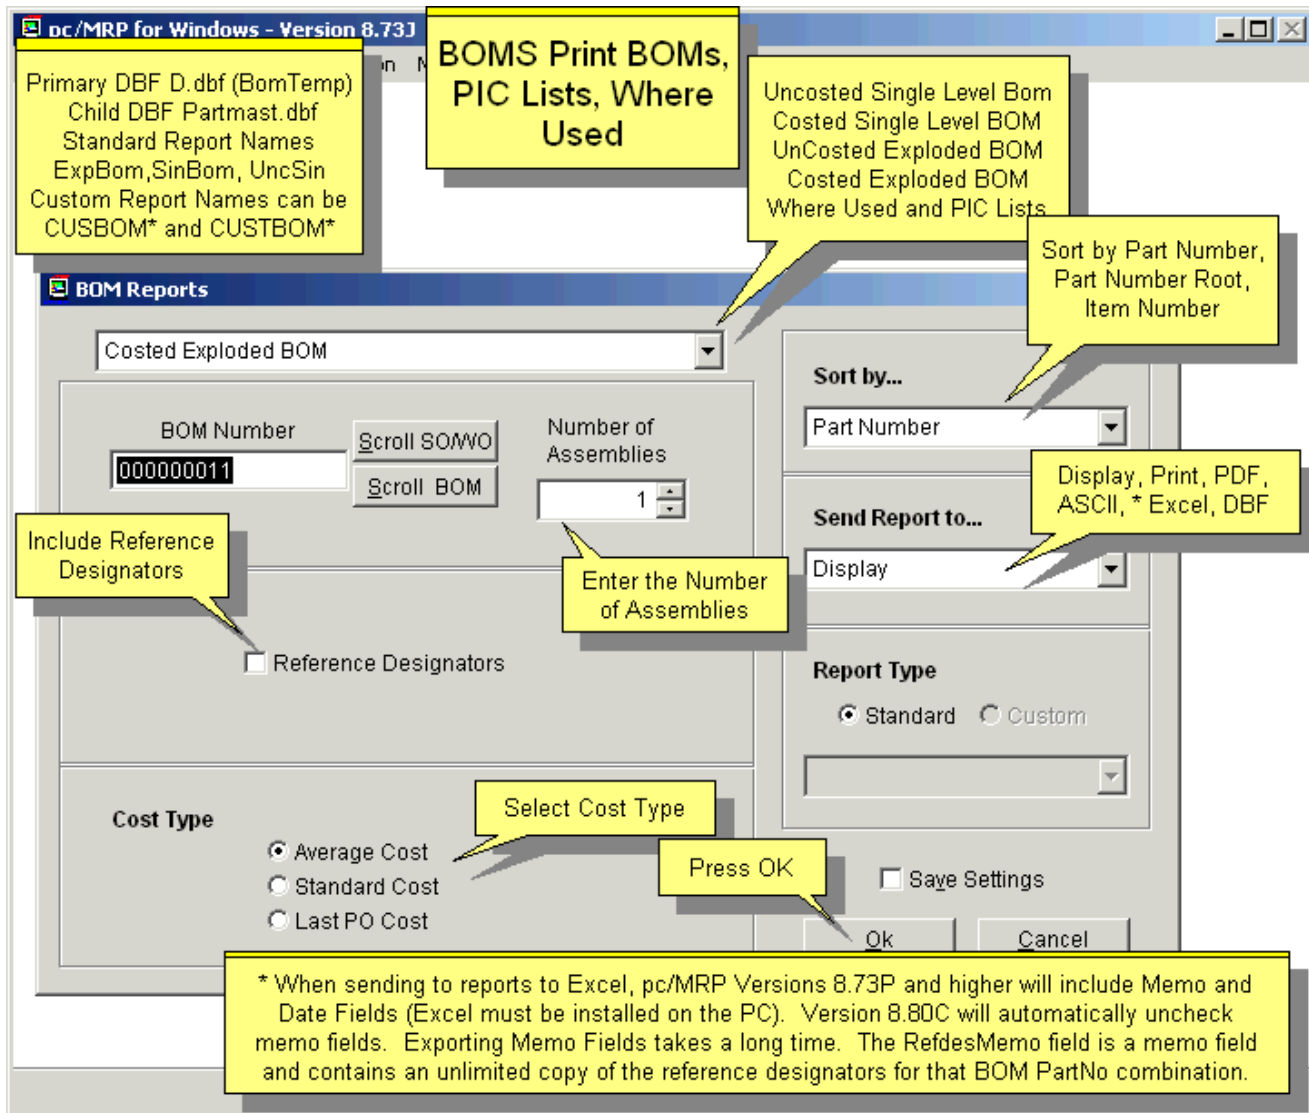 pc/MRP for Windows - Version 8.73J
BOMS Print BOMs,
PIC Lists, Where
Used
Primary DBF D.dbf (BomTemp)
Child DBF Partmast.dbf
Standard Report Names
ExpBom,SinBom, UncSin
Custom Report Names can be
CUSBOM* and CUSTBOM*
Uncosted Single Level Bom
Costed Single Level BOM
UnCosted Exploded BOM
Costed Exploded BOM
Where Used and PIC Lists
Sort by Part Number,
Part Number Root,
Item Number
BOM Reports
Costed Exploded BOM
Sort by...
Part Number
BOM Number
000000011
Scroll SO/WO
Scroll BOM
Number of
Assemblies
1
Display, Print, PDF,
ASCII, * Excel, DBF
Send Report to...
Display
Include Reference
Designators
Enter the Number
of Assemblies
Reference Designators
Report Type
Standard
Custom
Select Cost Type
Cost Type
Average Cost
Standard Cost
Last PO Cost
Press OK
Save Settings
Ok
Cancel
* When sending to reports to Excel, pc/MRP Versions 8.73P and higher will include Memo and
Date Fields (Excel must be installed on the PC). Version 8.80C will automatically uncheck
memo fields. Exporting Memo Fields takes a long time. The RefdesMemo field is a memo field
and contains an unlimited copy of the reference designators for that BOM PartNo combination.